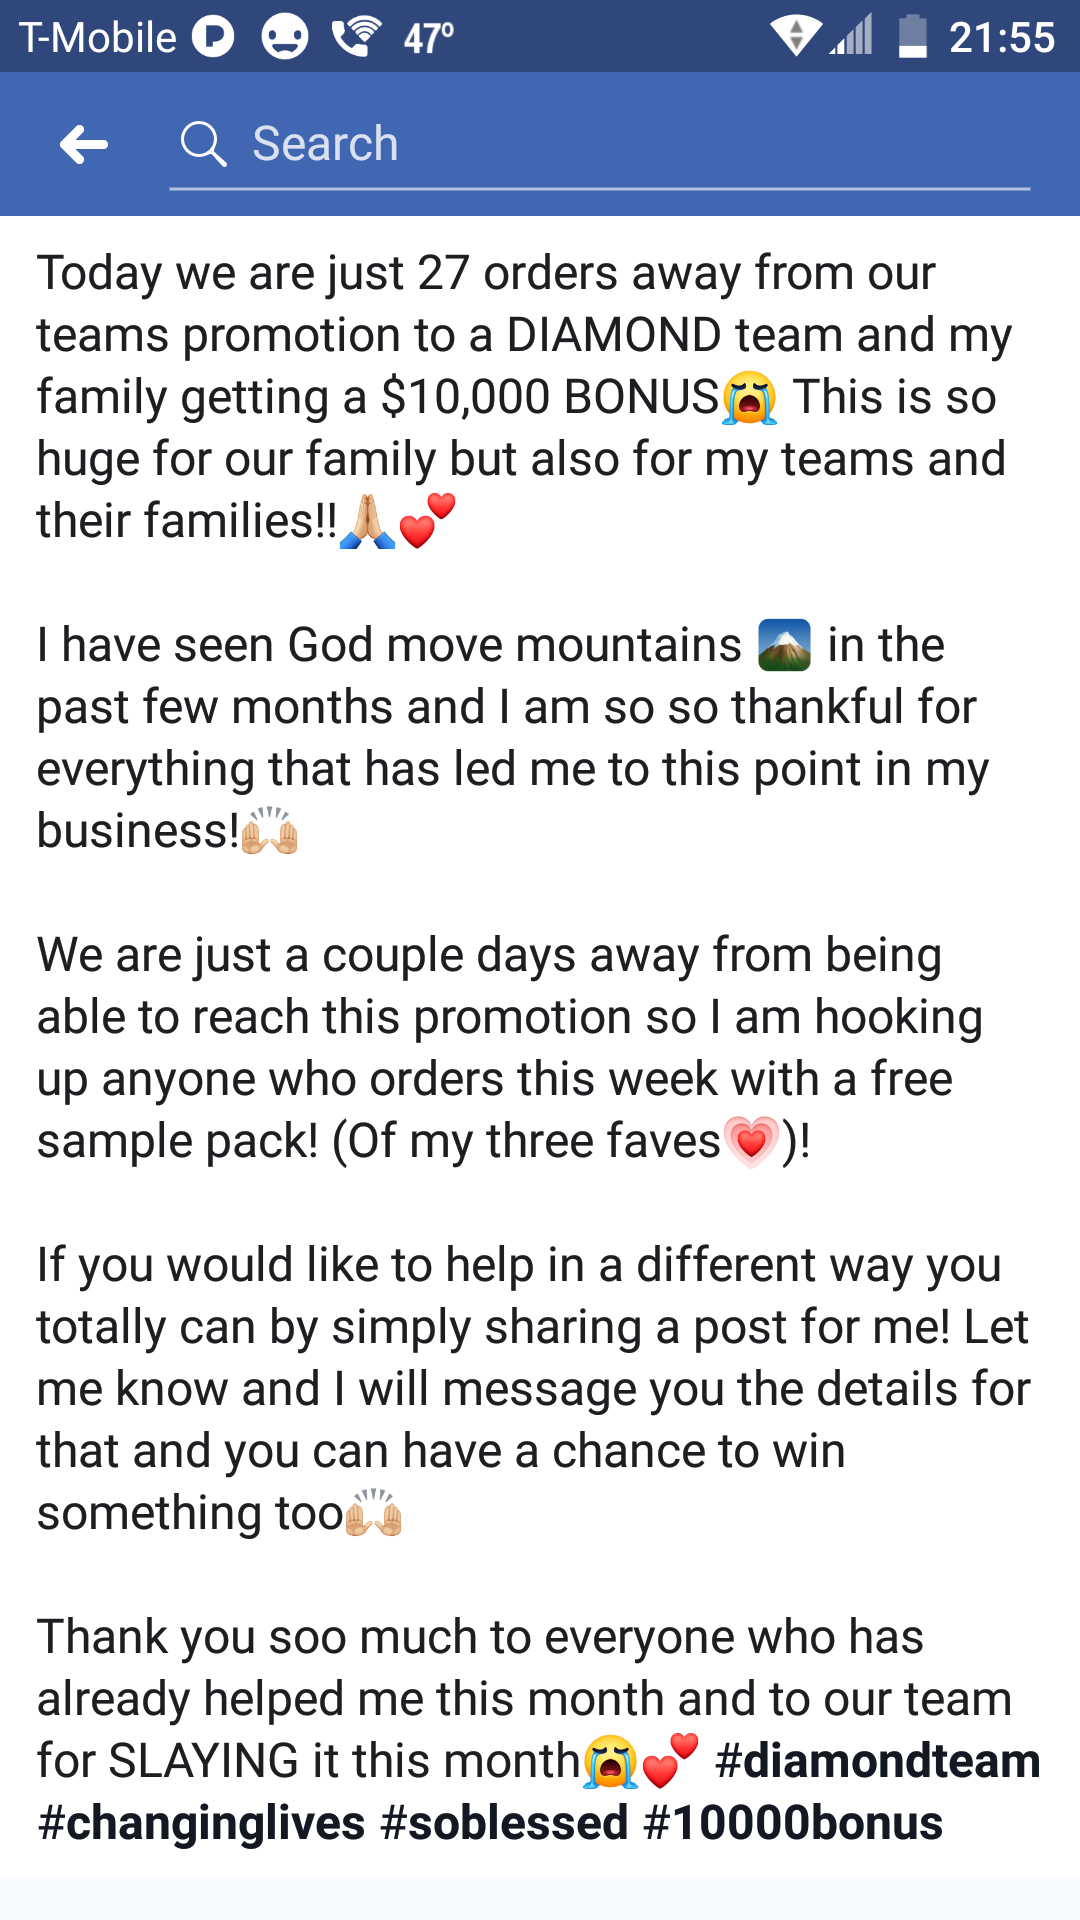 T-Mobile 47° 21:55
Search
Today we are just 27 orders away from our
teams promotion to a DIAMOND team and my
family getting a $10,000 BONUS😭 This is so
huge for our family but also for my teams and
their families!!🙏🏼💕
I have seen God move mountains 🗻 in the
past few months and I am so so thankful for
everything that has led me to this point in my
business!🙌🏼
We are just a couple days away from being
able to reach this promotion so I am hooking
up anyone who orders this week with a free
sample pack! (Of my three faves💗)!
If you would like to help in a different way you
totally can by simply sharing a post for me! Let
me know and I will message you the details for
that and you can have a chance to win
something too🙌🏼
Thank you soo much to everyone who has
already helped me this month and to our team
for SLAYING it this month😭💕 #diamondteam
#changinglives #soblessed #10000bonus